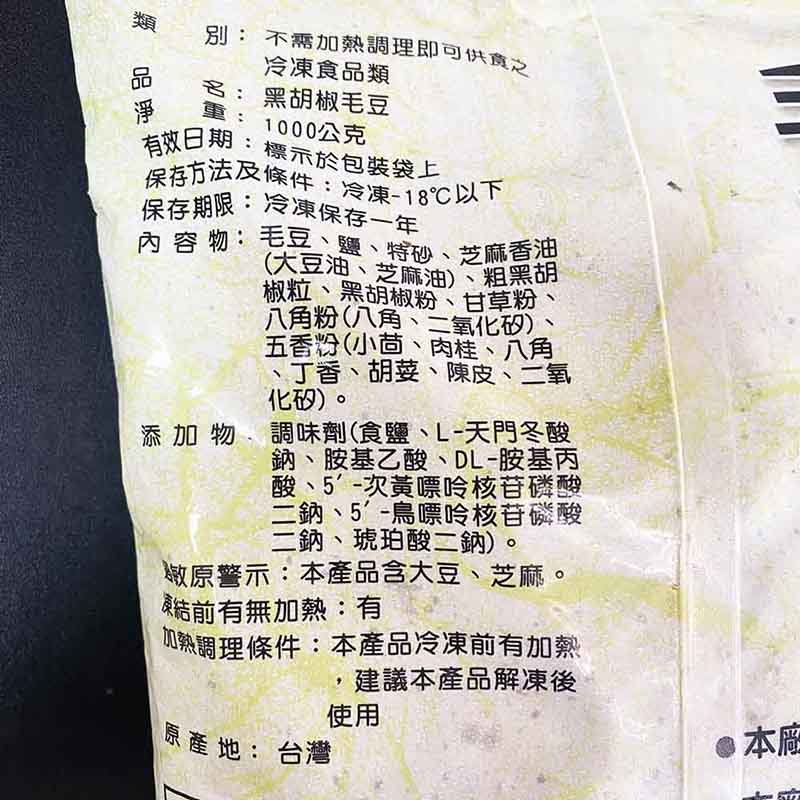 類 別：不需加熱調理即可供食之
冷凍食品類
品 名：黑胡椒毛豆
淨 重：1000公克
有效日期：標示於包裝袋上
保存方法及條件：冷凍-18℃以下
保存期限：冷凍保存一年
內容物：毛豆、鹽、特砂、芝麻香油
(大豆油、芝麻油)、粗黑胡
椒粒、黑胡椒粉、甘草粉、
八角粉(八角、二氧化矽)、
五香粉(小茴、肉桂、八角
、丁香、胡荽、陳皮、二氧
化矽)。
添加物：調味劑(食鹽、L-天門冬酸
鈉、胺基乙酸、DL-胺基丙
酸、5'-次黃嘌呤核苷磷酸
二鈉、5'-鳥嘌呤核苷磷酸
二鈉、琥珀酸二鈉)。
過敏原警示：本產品含大豆、芝麻。
凍結前有無加熱：有
加熱調理條件：本產品冷凍前有加熱
，建議本產品解凍後
使用
原產地：台灣
●本廠